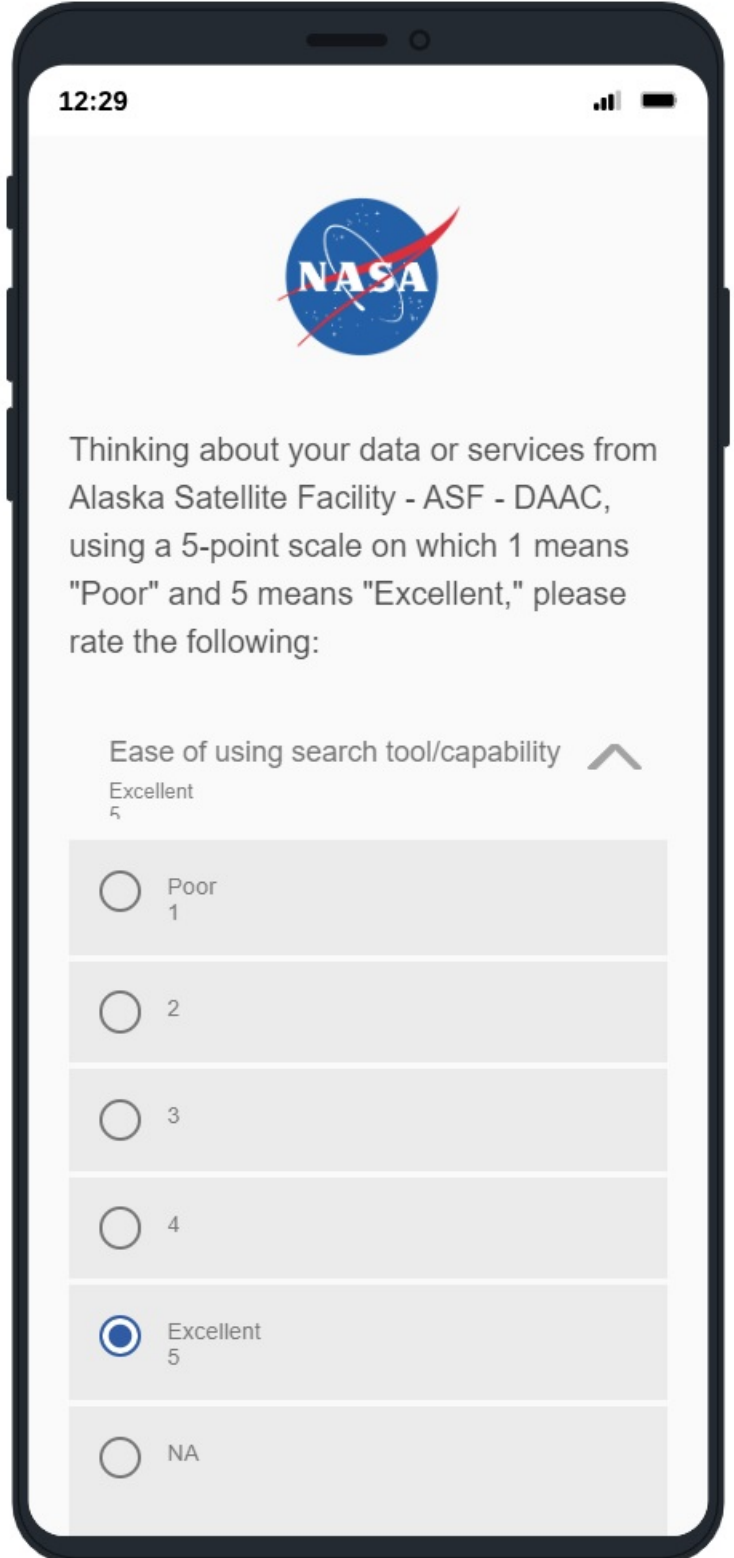 12:29
NASA
Thinking about your data or services from
Alaska Satellite Facility - ASF - DAAC,
using a 5-point scale on which 1 means
"Poor" and 5 means "Excellent," please
rate the following:
Ease of using search tool/capability
Excellent
5
Poor
1
2
3
4
Excellent
5
NA